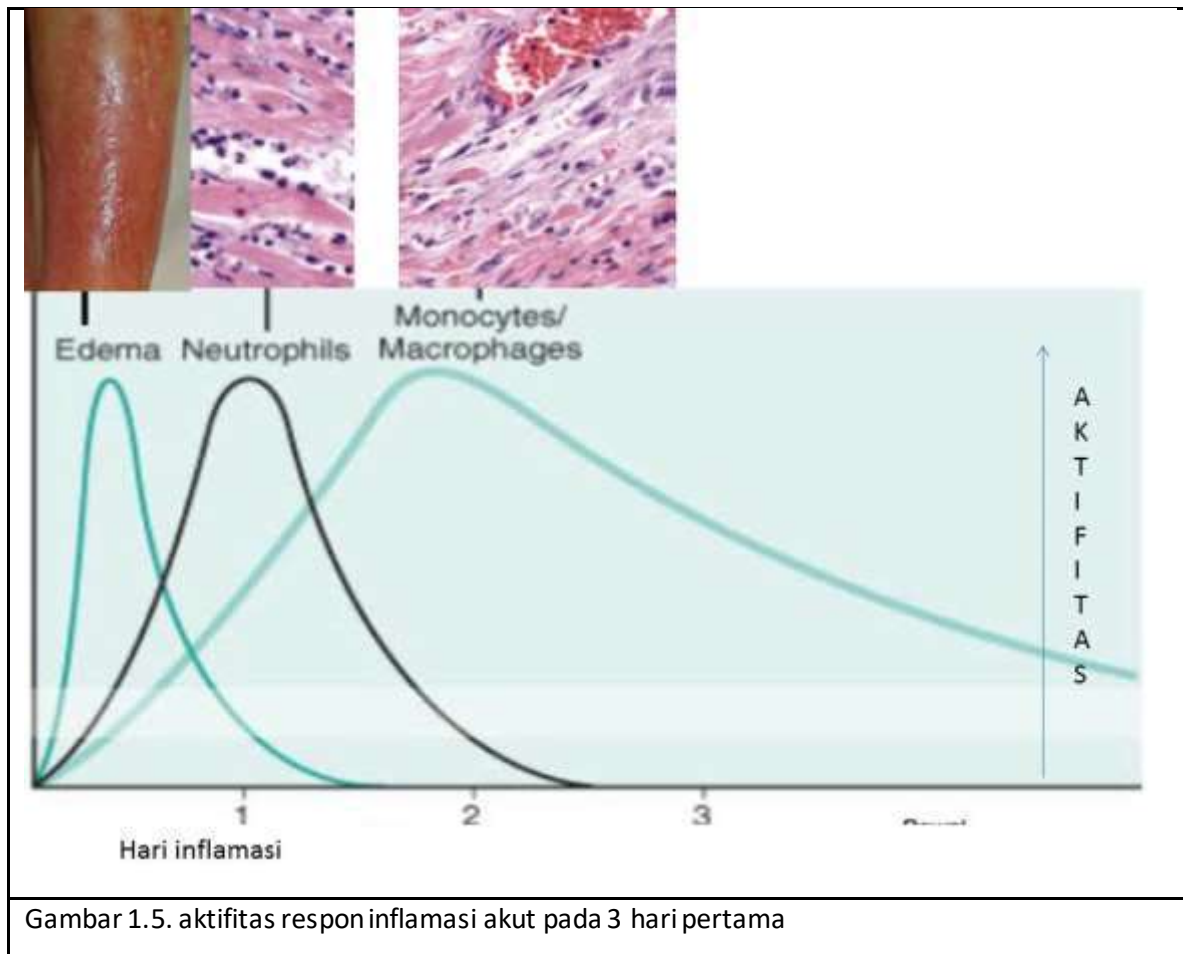 Edema
Neutrophils
Monocytes/
Macrophages
A
K
T
I
F
I
T
A
S
1
2
3
Hari inflamasi
Gambar 1.5. aktifitas respon inflamasi akut pada 3 hari pertama